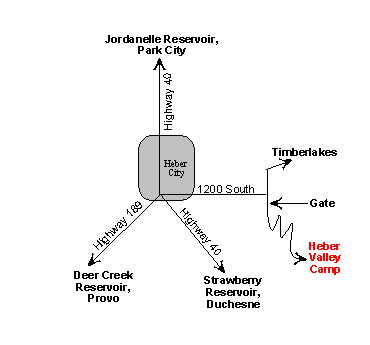 Jordanelle Reservoir,
Park City
Highway 40
Heber
City
Timberlakes
1200 South
Gate
Highway 189
Highway 40
Heber
Valley
Camp
Deer Creek
Reservoir,
Provo
Strawberry
Reservoir,
Duchesne